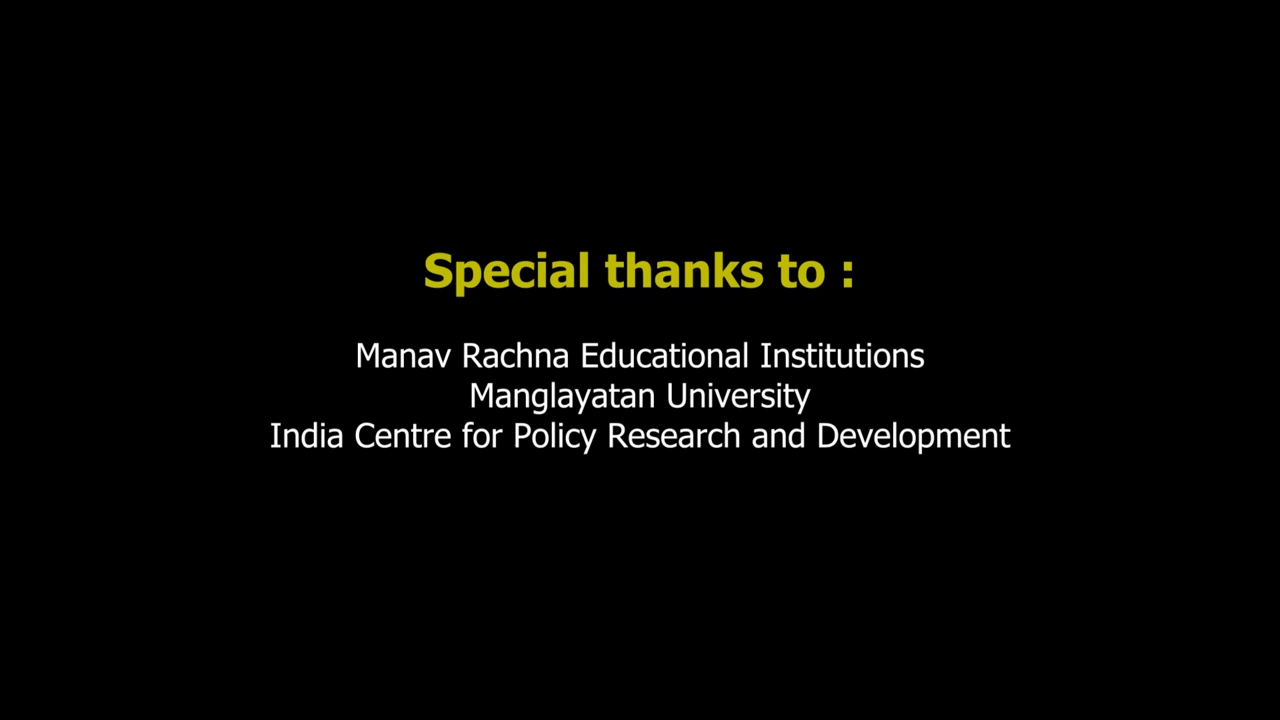 Special thanks to :
Manav Rachna Educational Institutions
Manglayatan University
India Centre for Policy Research and Development